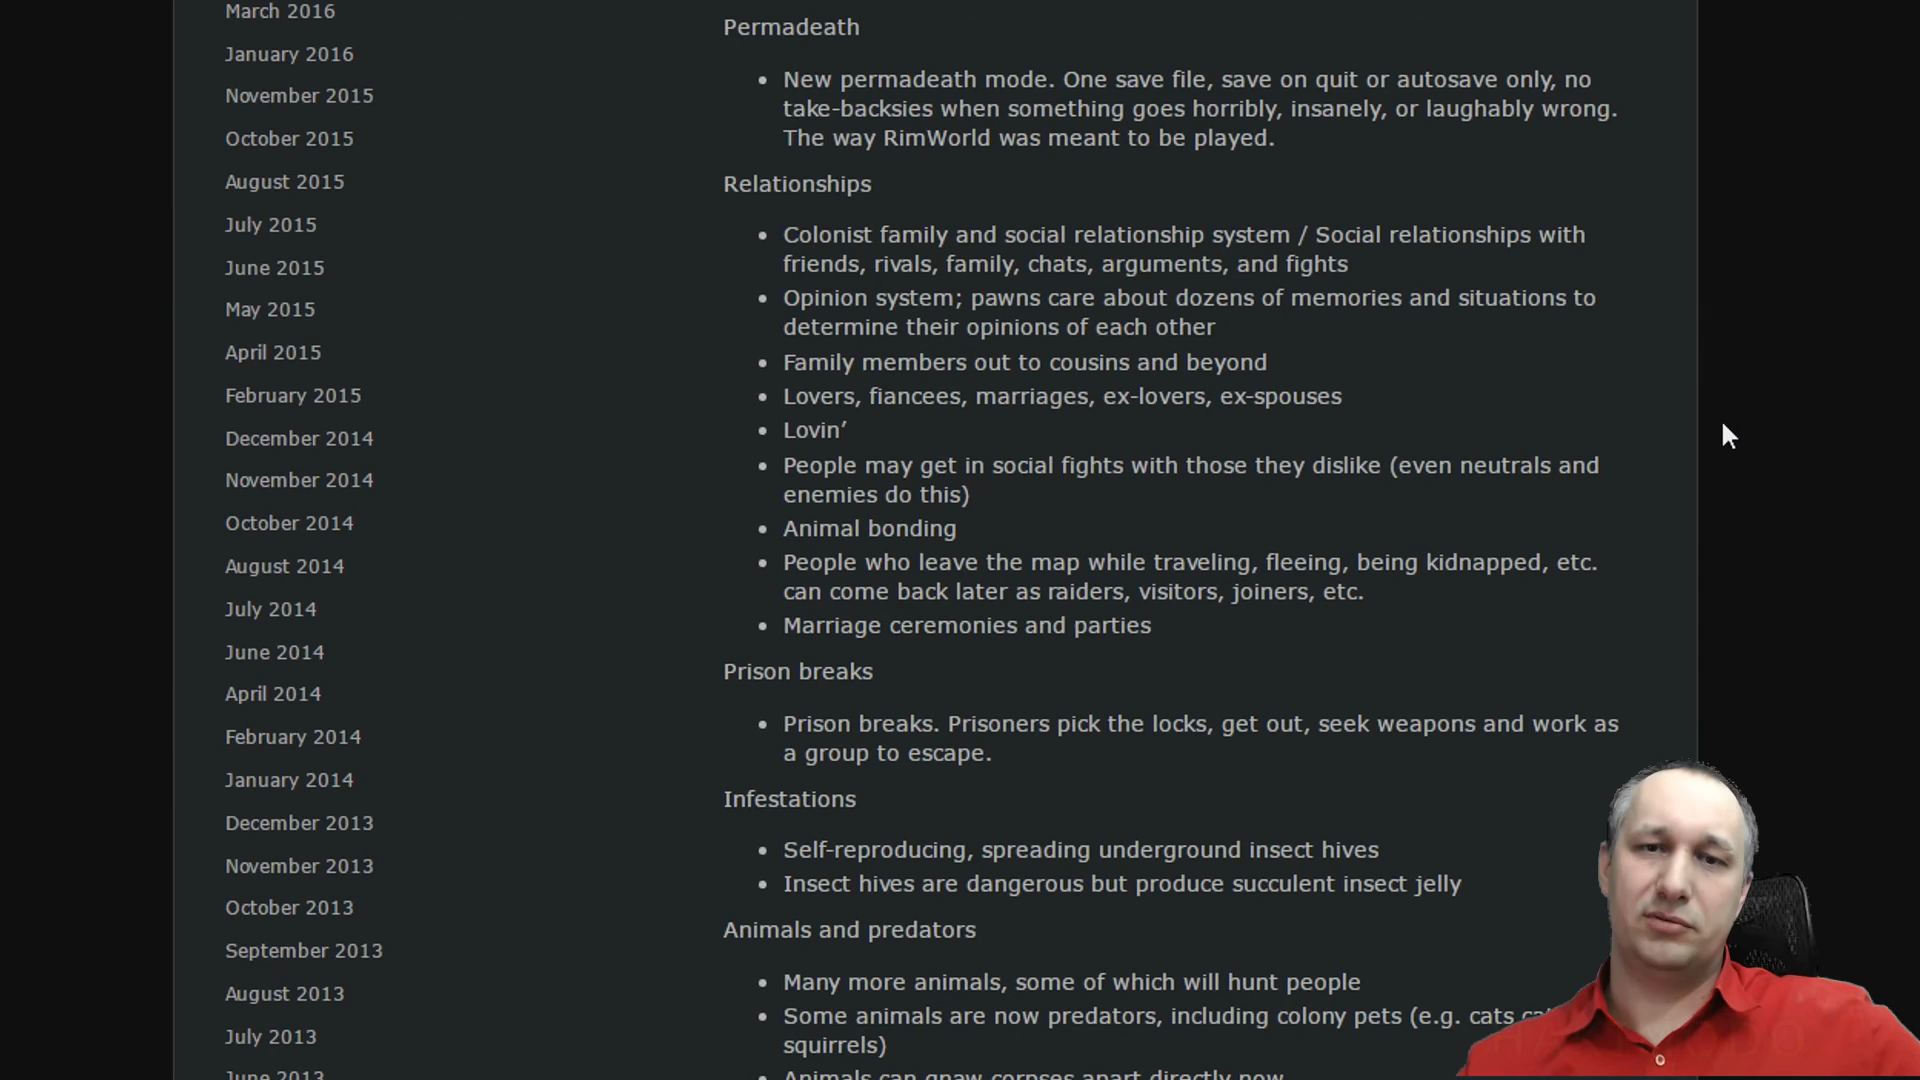 March 2016
January 2016
November 2015
October 2015
August 2015
July 2015
June 2015
May 2015
April 2015
February 2015
December 2014
November 2014
October 2014
August 2014
July 2014
June 2014
April 2014
February 2014
January 2014
December 2013
November 2013
October 2013
September 2013
August 2013
July 2013
June 2013
Permadeath
• New permadeath mode. One save file, save on quit or autosave only, no
take-backsies when something goes horribly, insanely, or laughably wrong.
The way RimWorld was meant to be played.
Relationships
• Colonist family and social relationship system / Social relationships with
friends, rivals, family, chats, arguments, and fights
• Opinion system; pawns care about dozens of memories and situations to
determine their opinions of each other
• Family members out to cousins and beyond
• Lovers, fiancees, marriages, ex-lovers, ex-spouses
• Lovin’
• People may get in social fights with those they dislike (even neutrals and
enemies do this)
• Animal bonding
• People who leave the map while traveling, fleeing, being kidnapped, etc.
can come back later as raiders, visitors, joiners, etc.
• Marriage ceremonies and parties
Prison breaks
• Prison breaks. Prisoners pick the locks, get out, seek weapons and work as
a group to escape.
Infestations
• Self-reproducing, spreading underground insect hives
• Insect hives are dangerous but produce succulent insect jelly
Animals and predators
• Many more animals, some of which will hunt people
• Some animals are now predators, including colony pets (e.g. cats
squirrels)
• Animals can gnaw corpses apart directly now